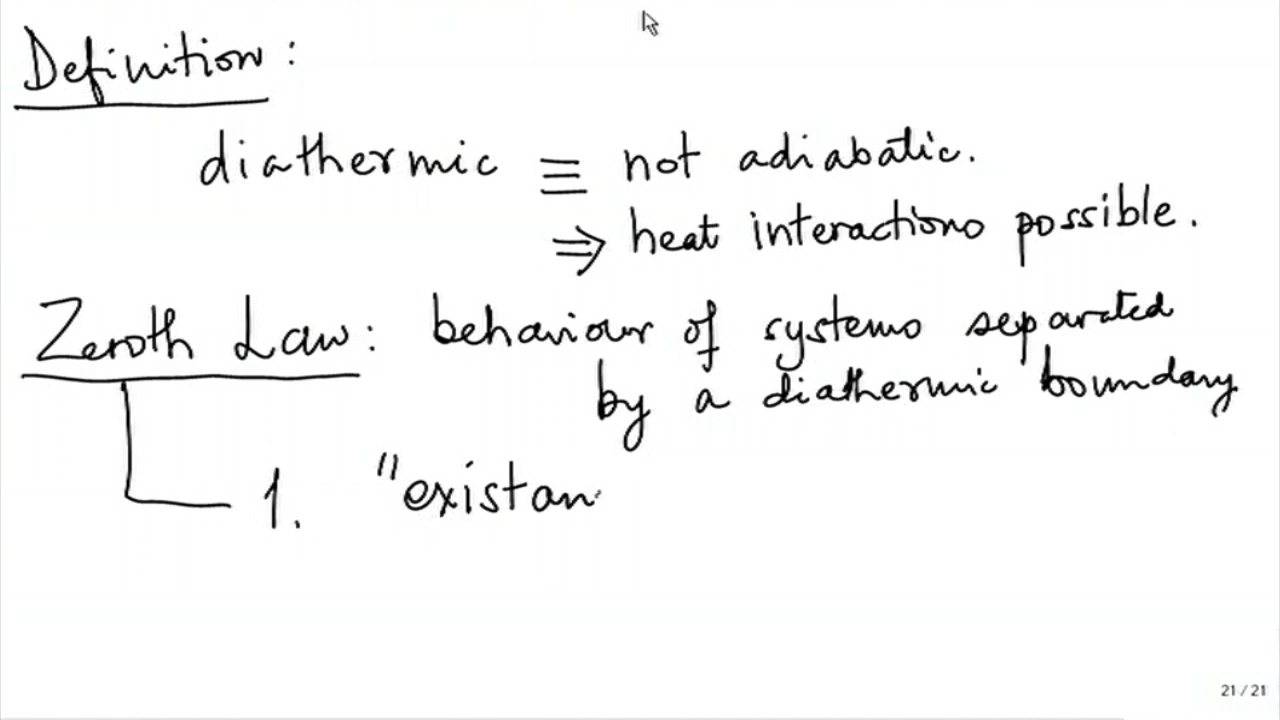 Definition:
diathermic ≡ not adiabatic.
⇒ heat interactions possible.
Zeroth Law: behaviour of systems separated
by a diathermic boundary
1. "existan
21 / 21